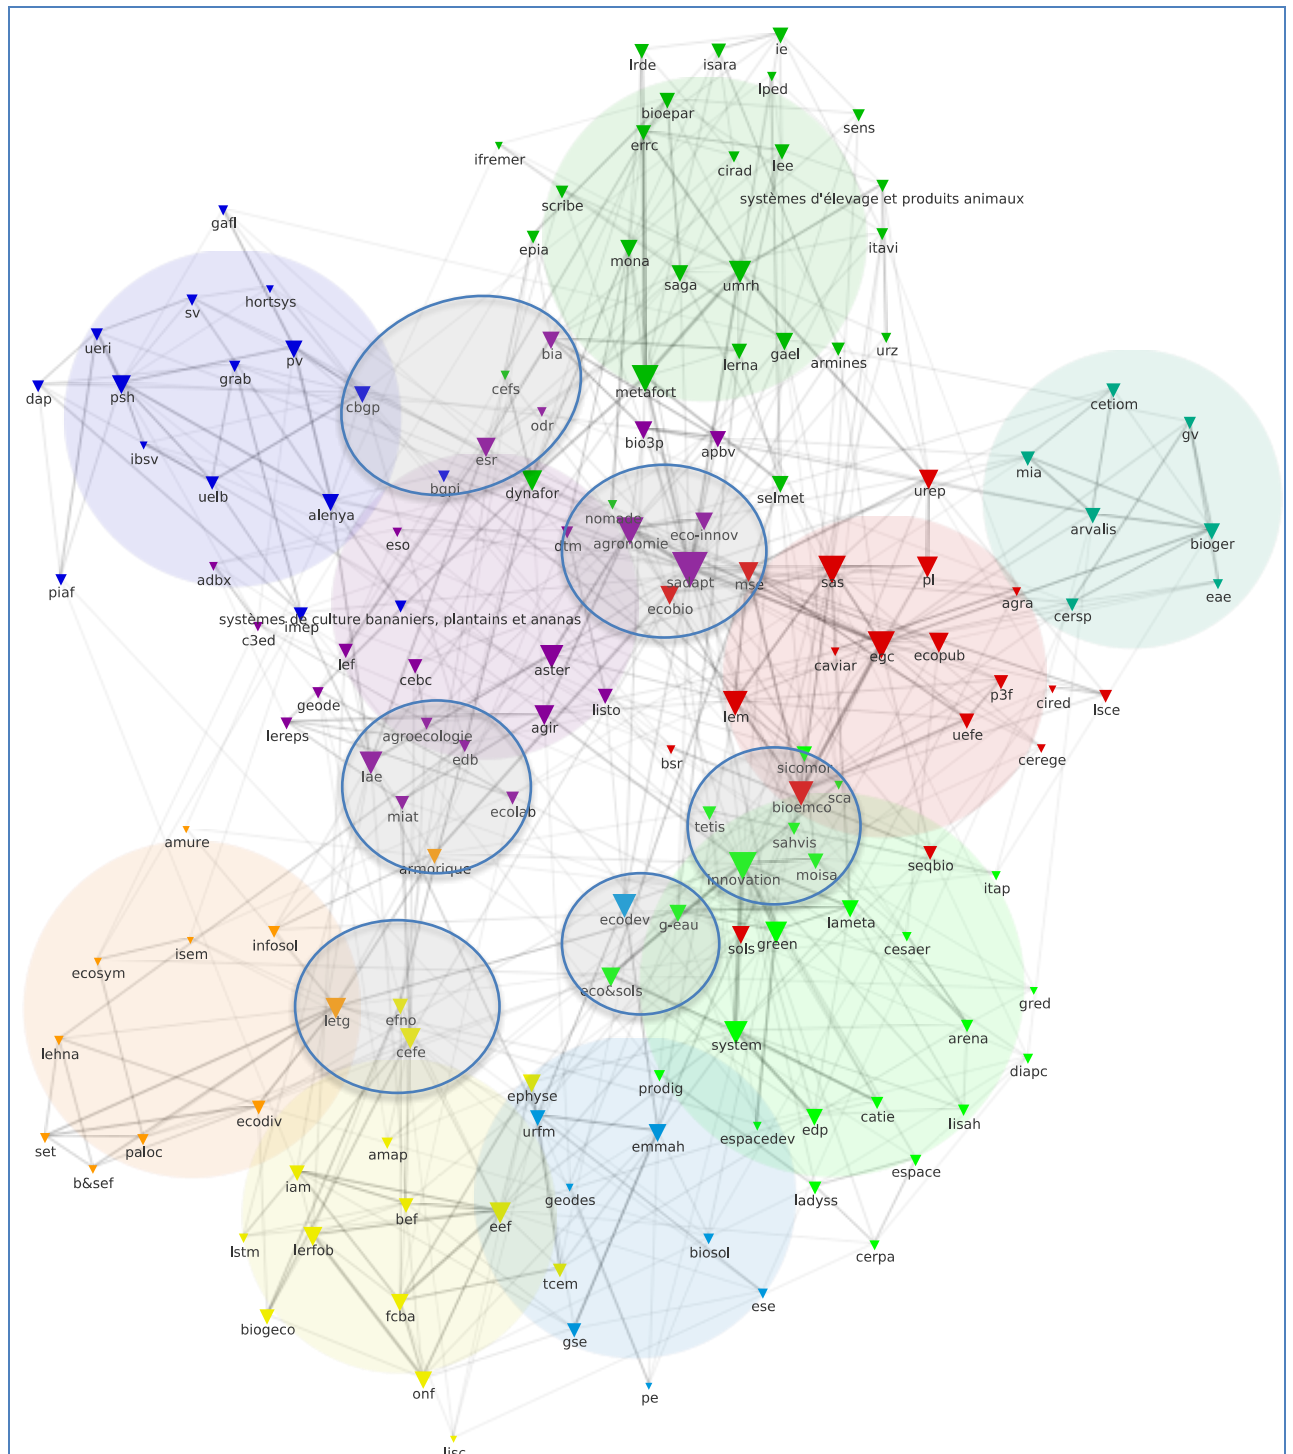 ie
lrde
isara
lped
bioepar
sens
errc
ifremer
cirad
lee
systèmes d'élevage et produits animaux
scribe
gafl
epia
itavi
mona
saga
umrh
hortsys
sv
ueri
pv
bia
lerna
gael
armines
urz
grab
cefs
metafort
dap
psh
cbgp
odr
cetiom
gv
bio3p
apbv
ibsv
esr
mia
uelb
bgpi
dynafor
selmet
urep
alenya
nomade
eco-innov
arvalis
eso
dtm
agronomie
bioger
adbx
sadapt
mse
sas
pl
piaf
ecobio
agra
eae
cersp
systèmes de culture bananiers, plantains et ananas
imep
c3ed
lef
cebc
aster
caviar
egc
ecopub
geode
listo
p3f
cired
lsce
lereps
agroecologie
agir
lem
uefe
edb
bsr
cerege
lae
sicomor
miat
ecolab
sca
bioemco
tetis
amure
sahvis
armorique
innovation
moisa
seqbio
itap
ecodev
g-eau
lameta
infosol
isem
sols
green
cesaer
ecosym
eco&sols
gred
letg
efno
lehna
cefe
system
arena
diapc
prodig
ephyse
ecodiv
urfm
emmah
espacedev
edp
catie
lisah
set
paloc
amap
b&sef
iam
geodes
espace
ladyss
bef
eef
lstm
lerfob
biosol
cerpa
tcem
ese
fcba
biogeco
gse
onf
pe
lisc